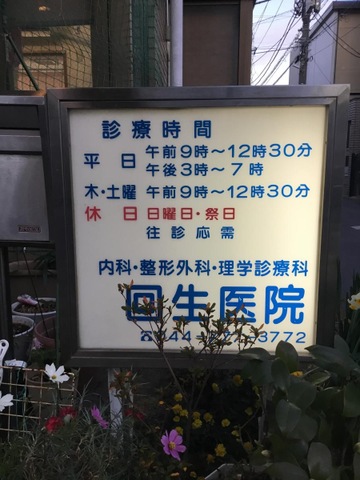 診療時間
平日 午前9時～12時30分
午後3時～7時
木・土曜 午前9時～12時30分
休日 日曜日・祭日
往診応需
内科・整形外科・理学診療科
回生医院
3772